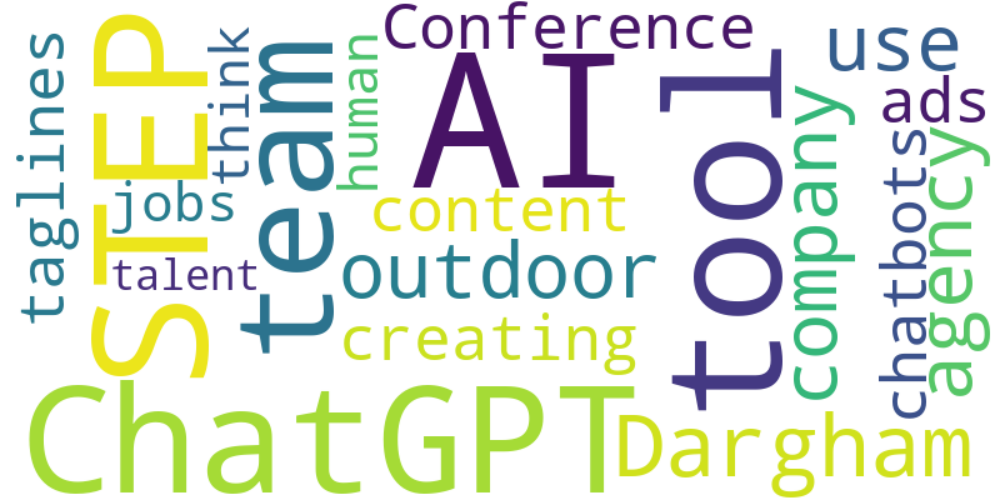 Conference
AI
use
ads
taglines
STEP
think
team
human
tool
company
chatbots
agency
jobs
content
talent
outdoor
creating
ChatGPT
Dargham